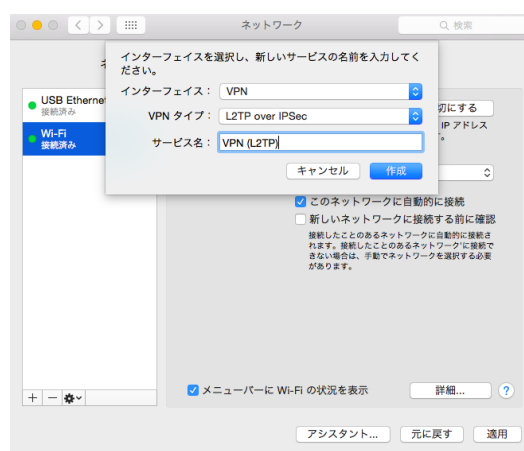 ネットワーク
検索
インターフェイスを選択し、新しいサービスの名前を入力してく
ださい。
インターフェイス：
VPN
VPN タイプ：
L2TP over IPSec
サービス名：
VPN (L2TP)
キャンセル
作成
USB Etherne
接続済み
Wi-Fi
接続済み
切にする
IP アドレス
。
このネットワークに自動的に接続
新しいネットワークに接続する前に確認
接続したことのあるネットワークに自動的に接続さ
れます。接続したことのあるネットワークに接続で
きない場合は、手動でネットワークを選択する必要
があります。
メニューバーに Wi-Fi の状況を表示
詳細...
?
アシスタント...
元に戻す
適用